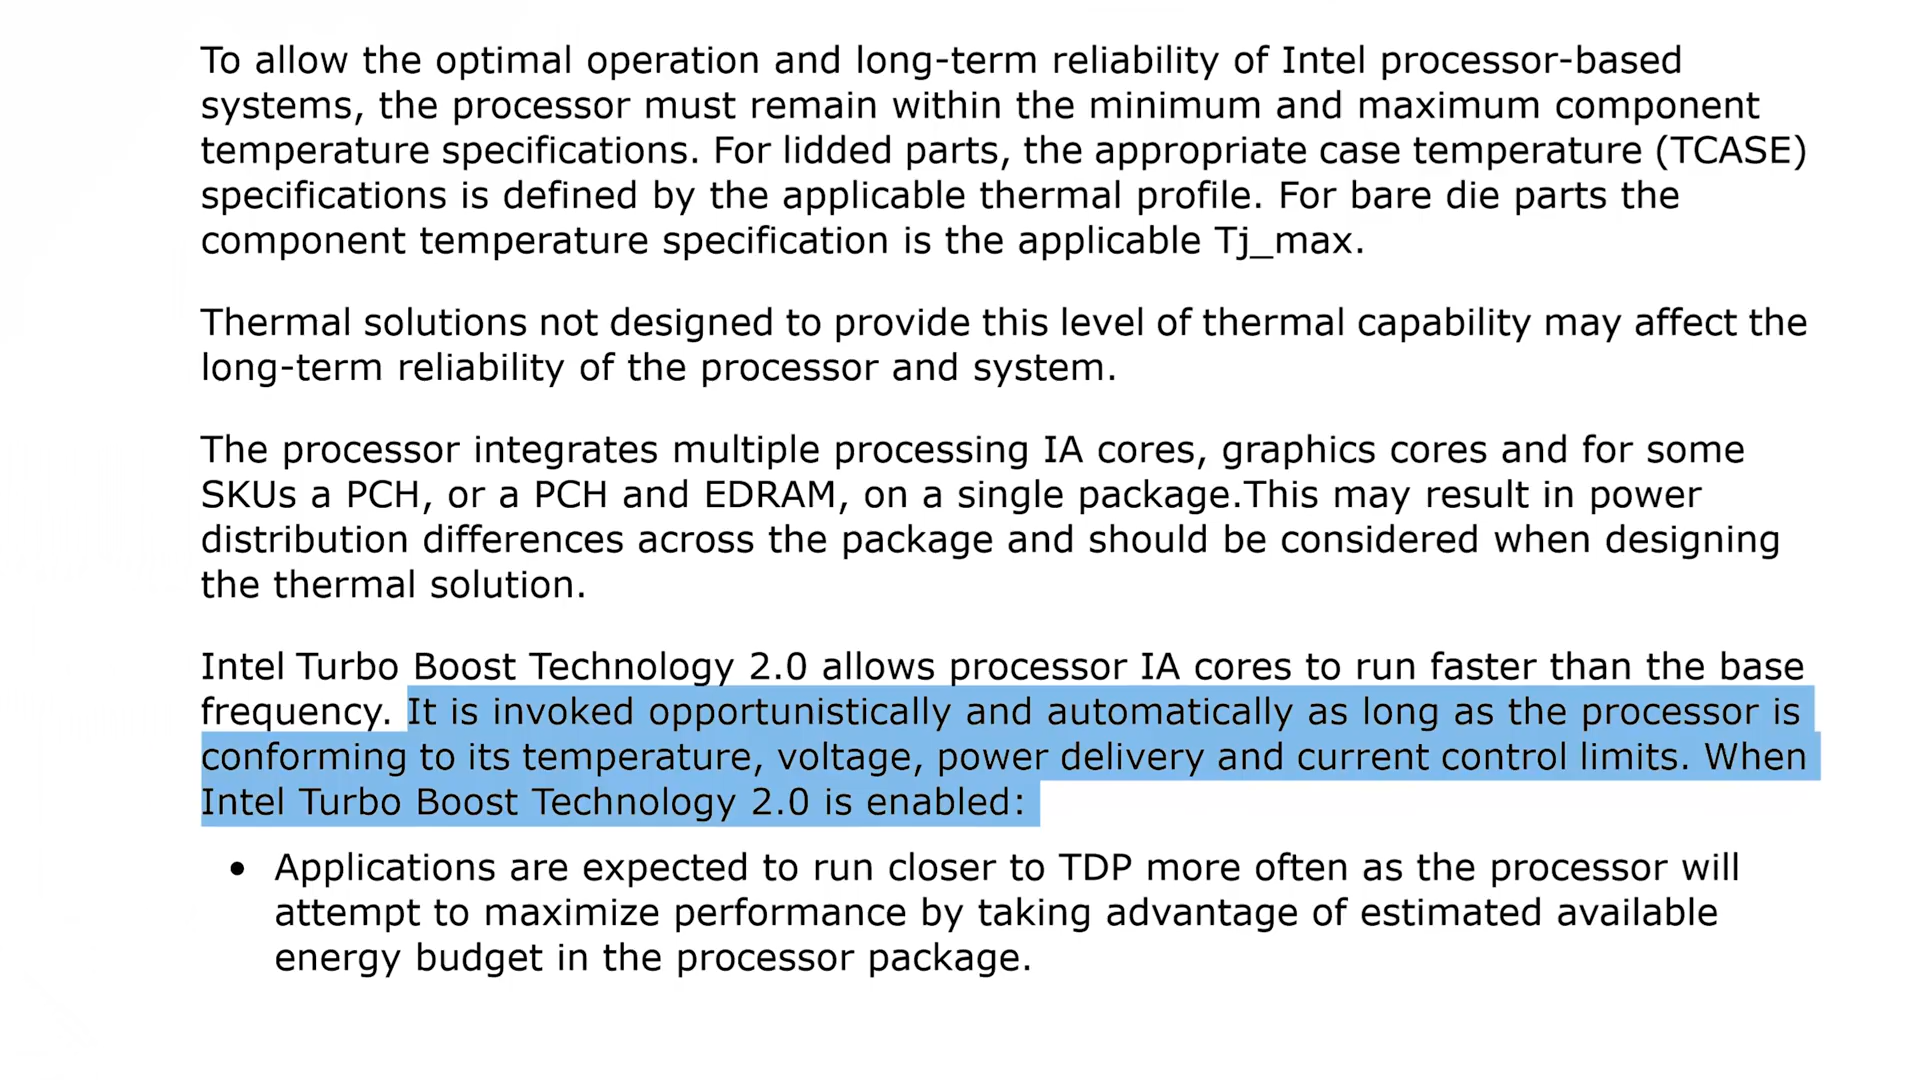 To allow the optimal operation and long-term reliability of Intel processor-based
systems, the processor must remain within the minimum and maximum component
temperature specifications. For lidded parts, the appropriate case temperature (TCASE)
specifications is defined by the applicable thermal profile. For bare die parts the
component temperature specification is the applicable Tj_max.
Thermal solutions not designed to provide this level of thermal capability may affect the
long-term reliability of the processor and system.
The processor integrates multiple processing IA cores, graphics cores and for some
SKUs a PCH, or a PCH and EDRAM, on a single package.This may result in power
distribution differences across the package and should be considered when designing
the thermal solution.
Intel Turbo Boost Technology 2.0 allows processor IA cores to run faster than the base
frequency. It is invoked opportunistically and automatically as long as the processor is
conforming to its temperature, voltage, power delivery and current control limits. When
Intel Turbo Boost Technology 2.0 is enabled:
• Applications are expected to run closer to TDP more often as the processor will
attempt to maximize performance by taking advantage of estimated available
energy budget in the processor package.